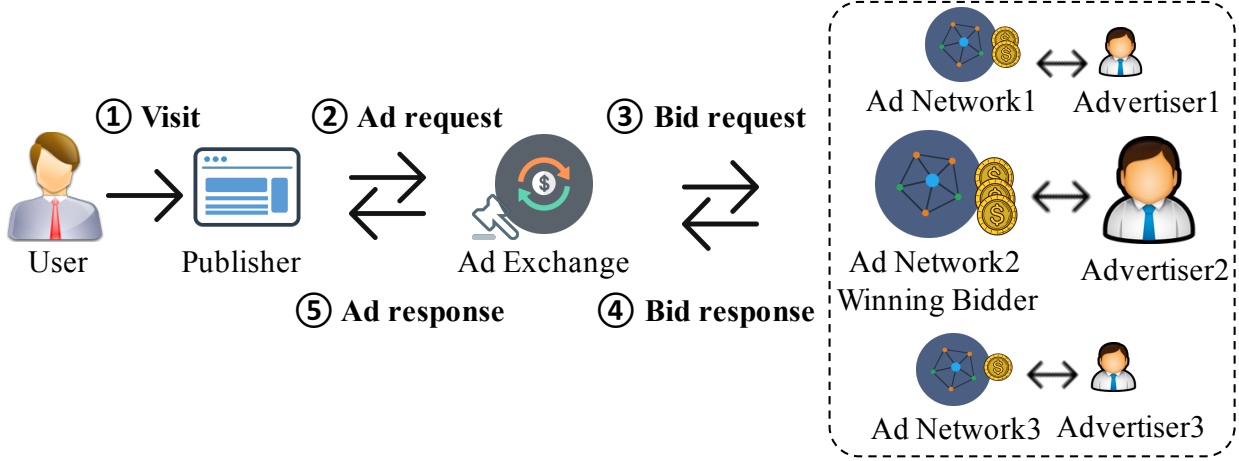 ① Visit
② Ad request
③ Bid request
User
Publisher
Ad Exchange
⑤ Ad response
④ Bid response
Ad Network1
Advertiser1
Ad Network2
Winning Bidder
Advertiser2
Ad Network3
Advertiser3